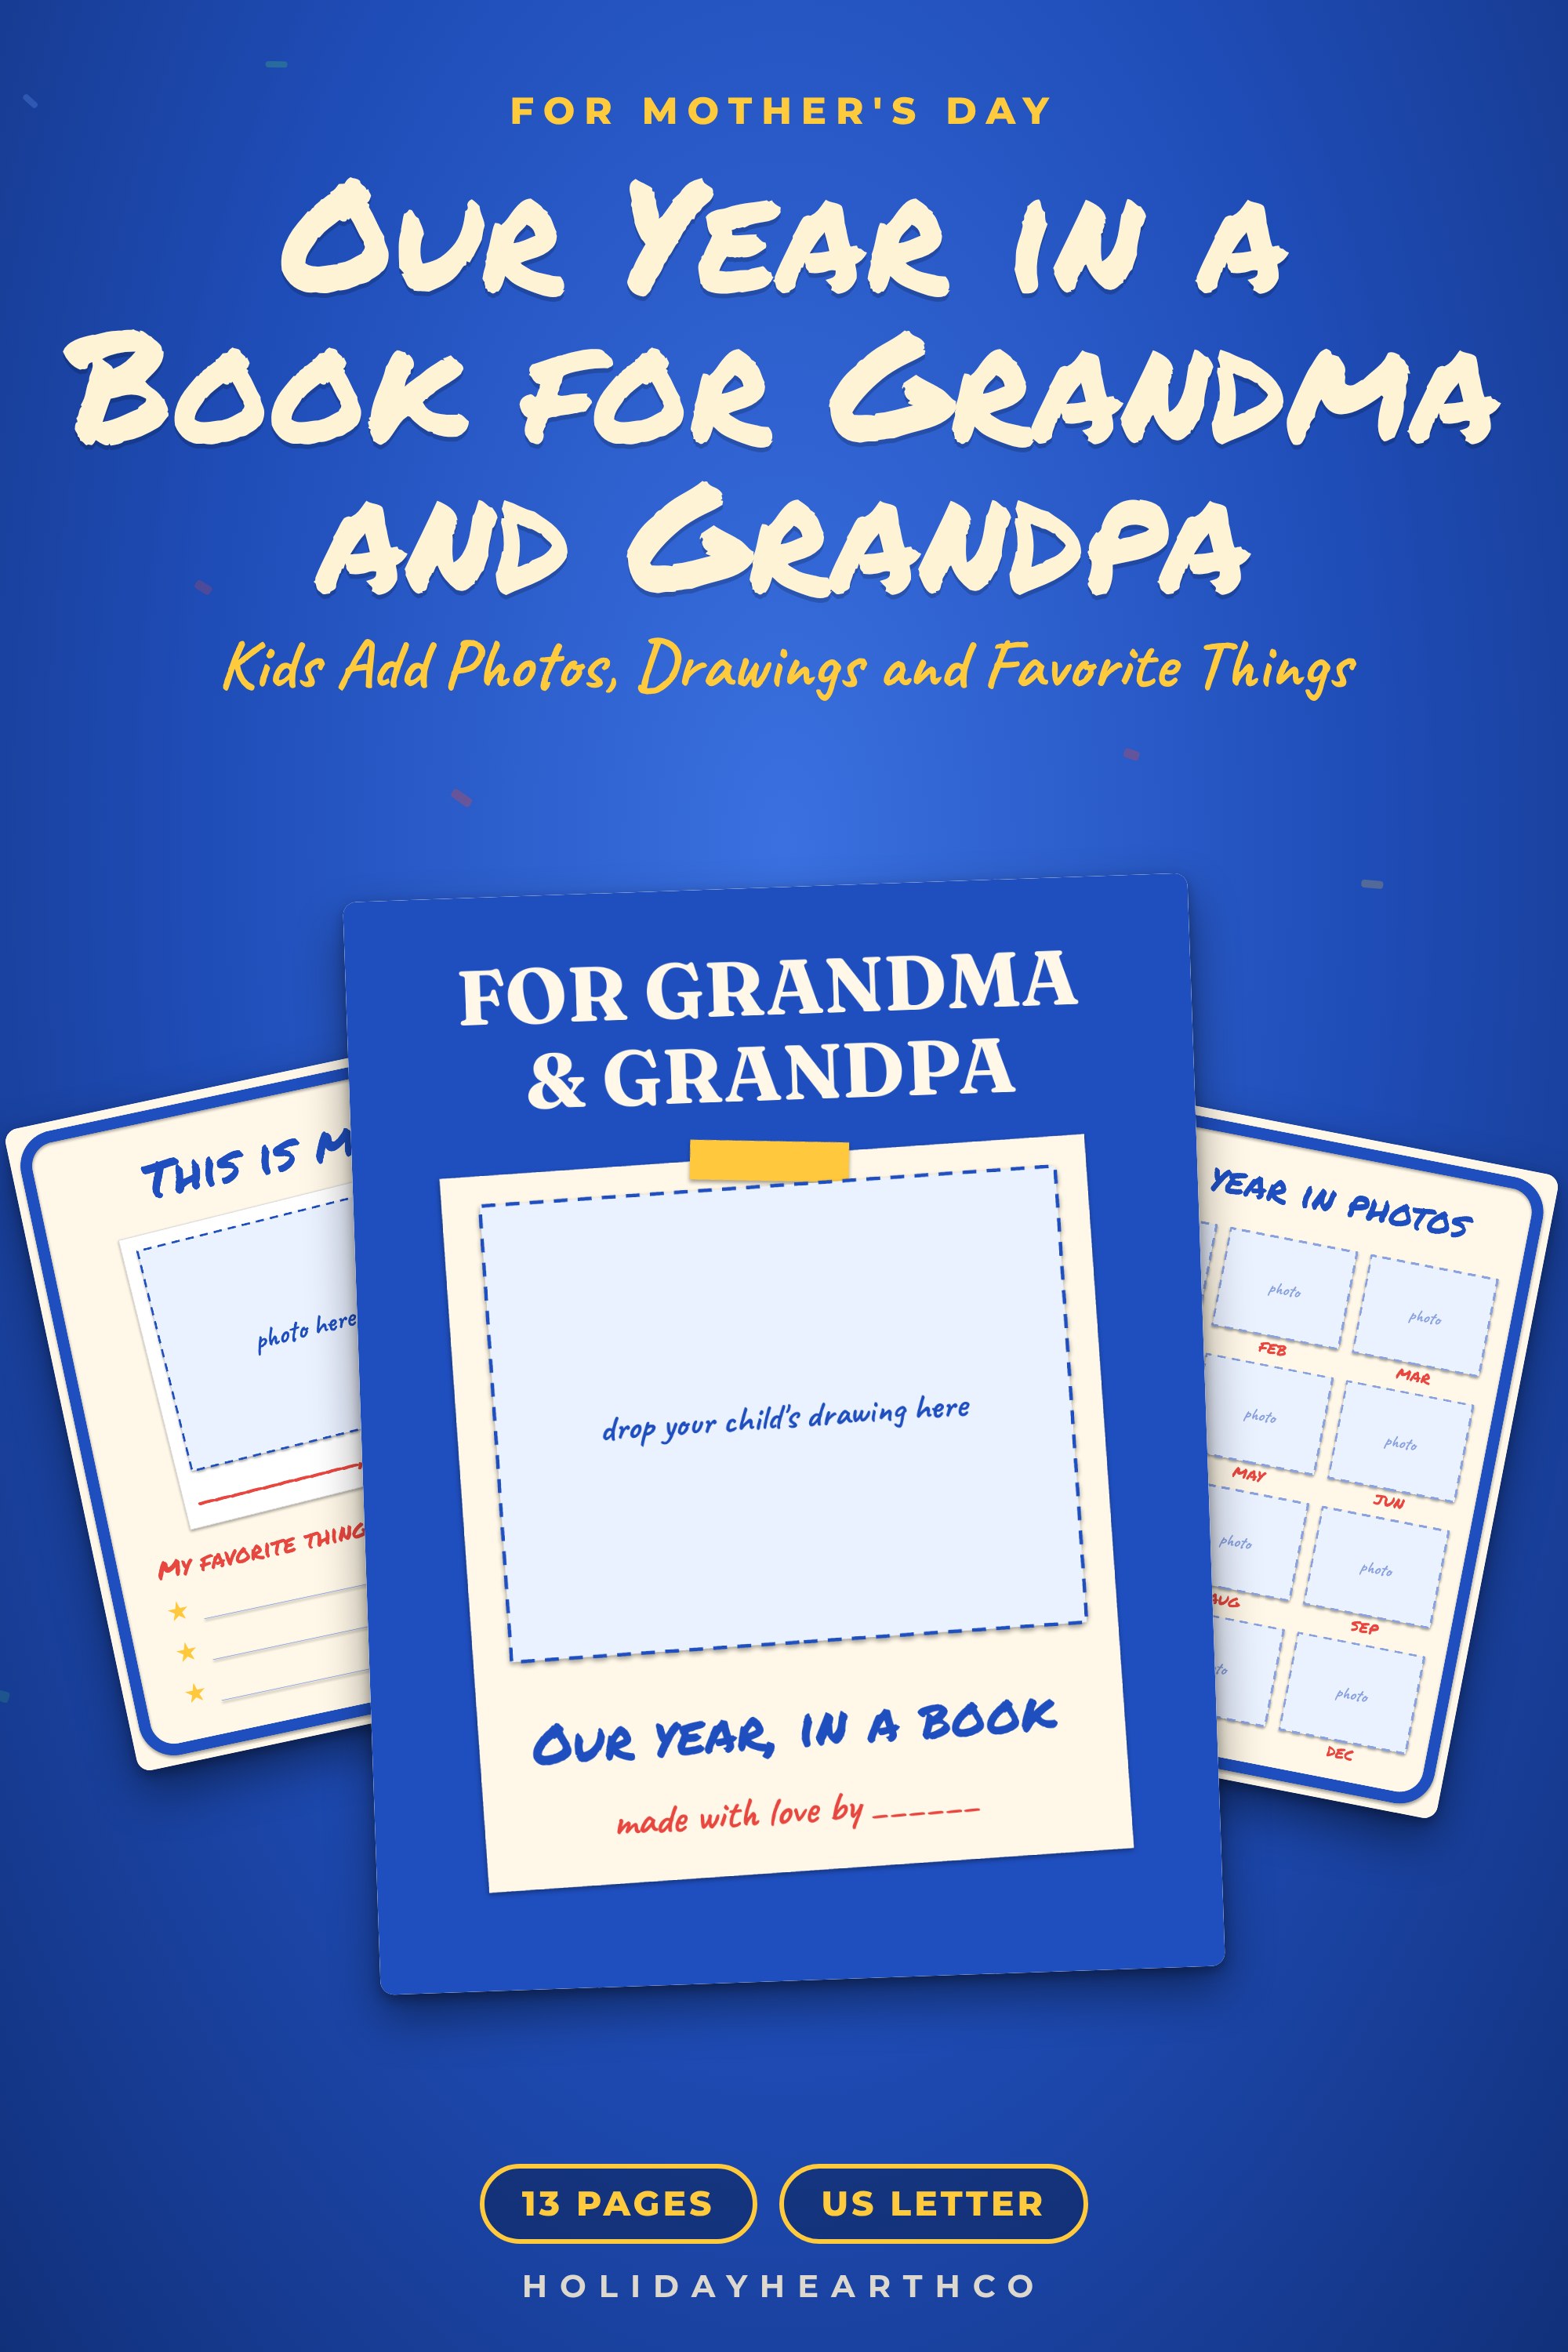 FOR MOTHER'S DAY
OUR YEAR IN A
BOOK FOR GRANDMA
AND GRANDPA
Kids Add Photos, Drawings and Favorite Things
FOR GRANDMA
& GRANDPA
drop your child's drawing here
OUR YEAR, IN A BOOK
made with love by ______
THIS IS
photo here
MY FAVORITE
YEAR IN PHOTOS
photo
photo
FEB
MAR
photo
photo
MAY
JUN
photo
photo
AUG
SEP
photo
DEC
13 PAGES
US LETTER
HOLIDAYHEARTHCO